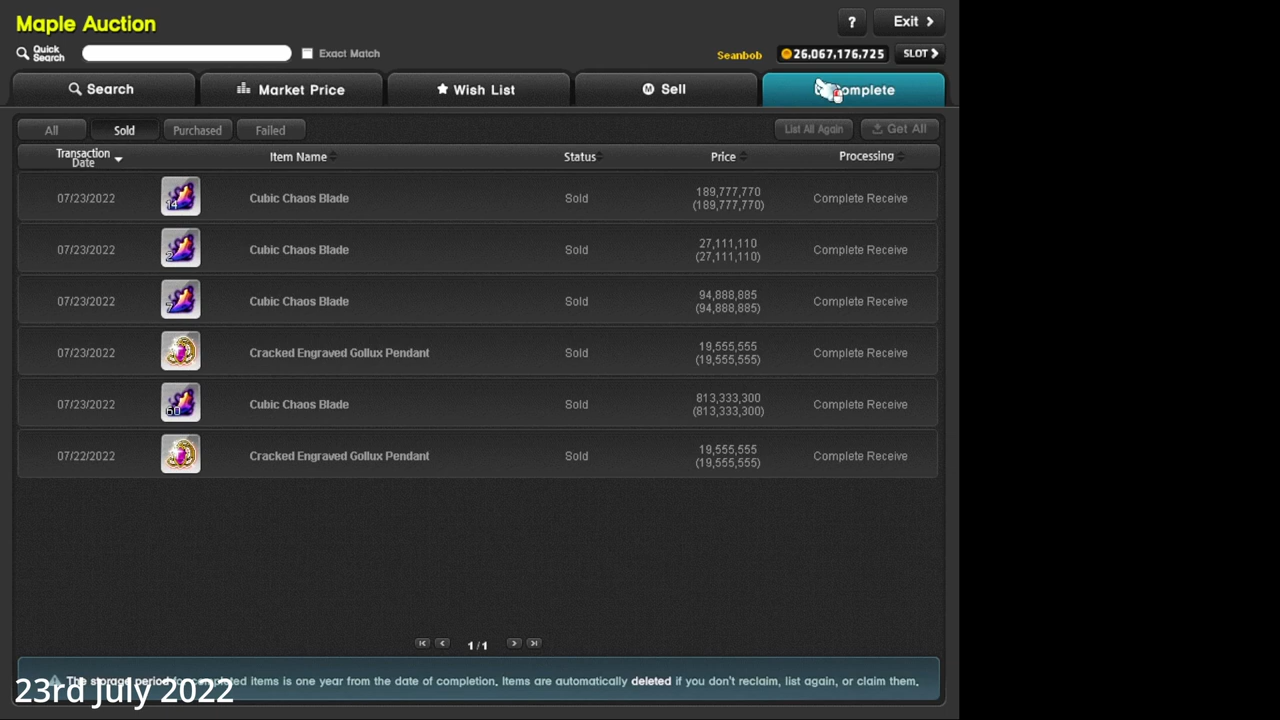 Maple Auction
? Exit >
Quick Search Exact Match Seanbob 26,067,176,725 SLOT >
Search Market Price Wish List Sell omplete
All Sold Purchased Failed List All Again Get All
Transaction Date Item Name Status Price Processing
07/23/2022 14 Cubic Chaos Blade Sold 189,777,770 Complete Receive
(189,777,770)
07/23/2022 2 Cubic Chaos Blade Sold 27,111,110 Complete Receive
(27,111,110)
07/23/2022 7 Cubic Chaos Blade Sold 94,888,885 Complete Receive
(94,888,885)
07/23/2022 Cracked Engraved Gollux Pendant Sold 19,555,555 Complete Receive
(19,555,555)
07/23/2022 60 Cubic Chaos Blade Sold 813,333,300 Complete Receive
(813,333,300)
07/22/2022 Cracked Engraved Gollux Pendant Sold 19,555,555 Complete Receive
(19,555,555)
1/1
The storage period completed items is one year from the date of completion. Items are automatically deleted if you don't reclaim, list again, or claim them.
23rd July 2022